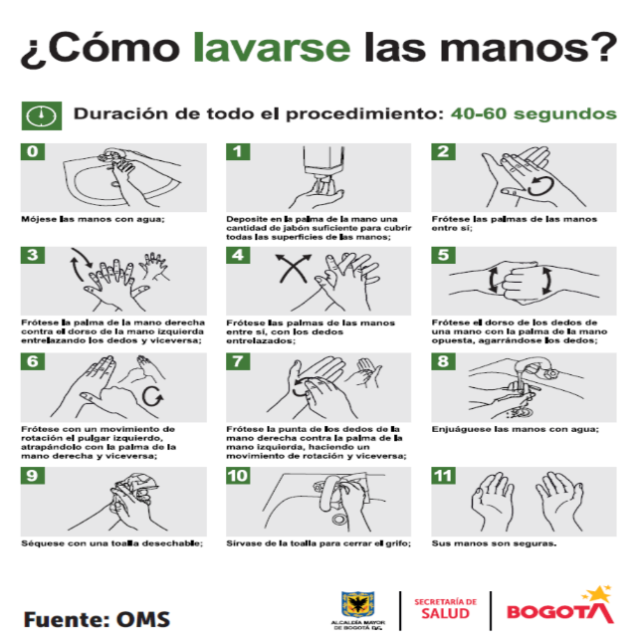 ¿Cómo lavarse las manos?
Duración de todo el procedimiento: 40-60 segundos
0
Mójese las manos con agua;
1
Deposite en la palma de la mano una
cantidad de jabón suficiente para cubrir
todas las superficies de las manos;
2
Frótese las palmas de las manos
entre sí;
3
Frótese la palma de la mano derecha
contra el dorso de la mano izquierda
entrelazando los dedos y viceversa;
4
Frótese las palmas de las manos
entre sí, con los dedos
entrelazados;
5
Frótese el dorso de los dedos de
una mano con la palma de la mano
opuesta, agarrándose los dedos;
6
Frótese con un movimiento de
rotación el pulgar izquierdo,
atrapándolo con la palma de la
mano derecha y viceversa;
7
Frótese la punta de los dedos de la
mano derecha contra la palma de la
mano izquierda, haciendo un
movimiento de rotación y viceversa;
8
Enjuáguese las manos con agua;
9
Séquese con una toalla desechable;
10
Sírvase de la toalla para cerrar el grifo;
11
Sus manos son seguras.
Fuente: OMS
ALCALDÍA MAYOR
DE BOGOTÁ D.C.
SECRETARÍA DE
SALUD
BOGOTÁ